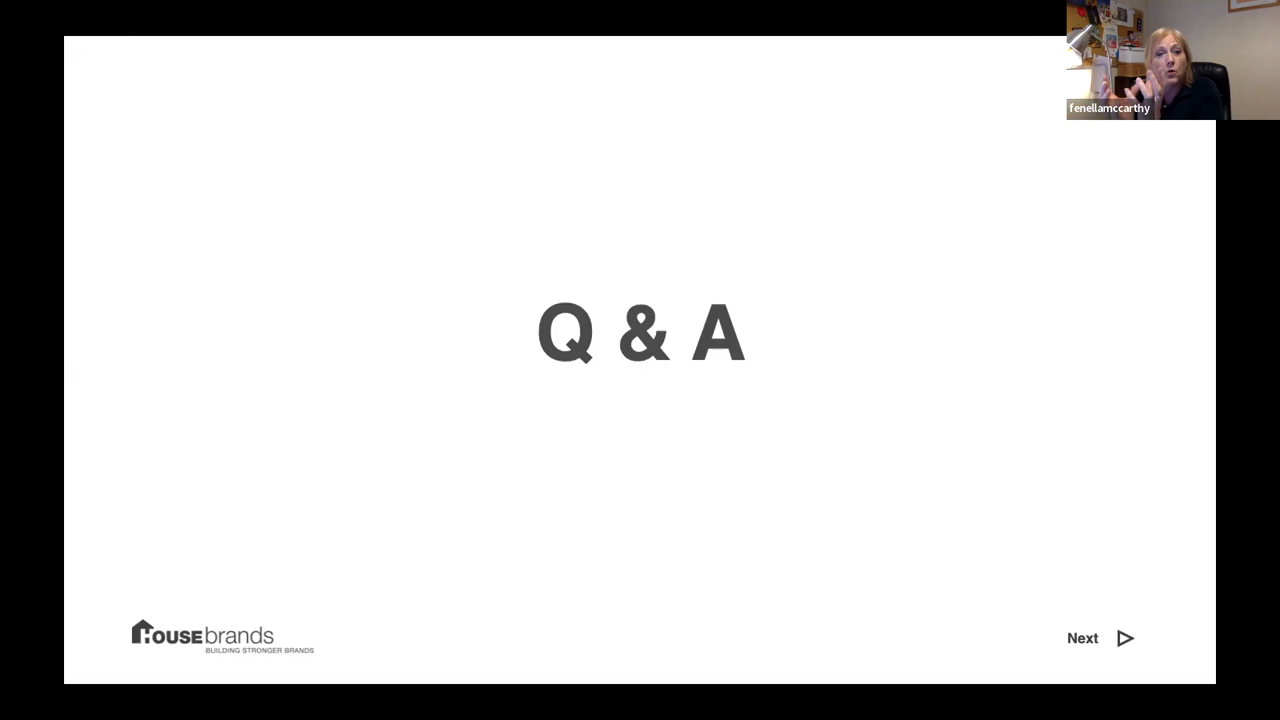 fenellamccarthy
Q & A
HOUSEbrands
BUILDING STRONGER BRANDS
Next